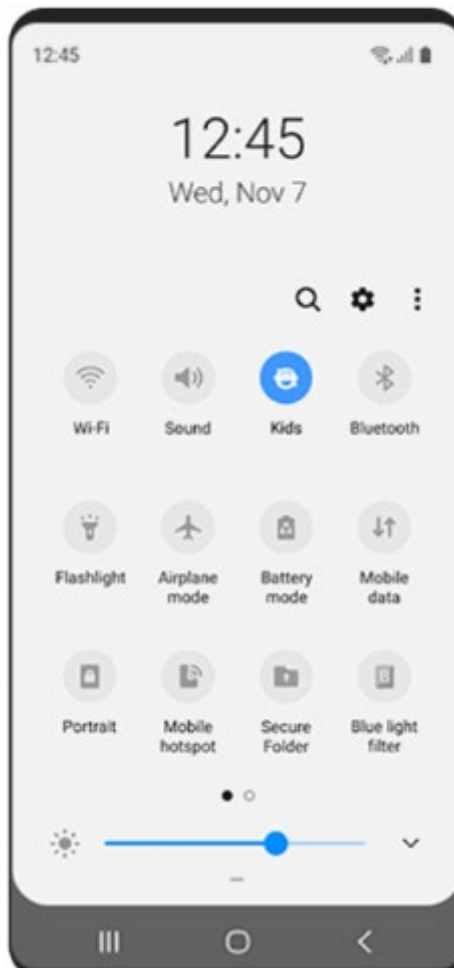 12:45
12:45
Wed, Nov 7
Wi-Fi
Sound
Kids
Bluetooth
Flashlight
Airplane
mode
Battery
mode
Mobile
data
Portrait
Mobile
hotspot
Secure
Folder
Blue light
filter